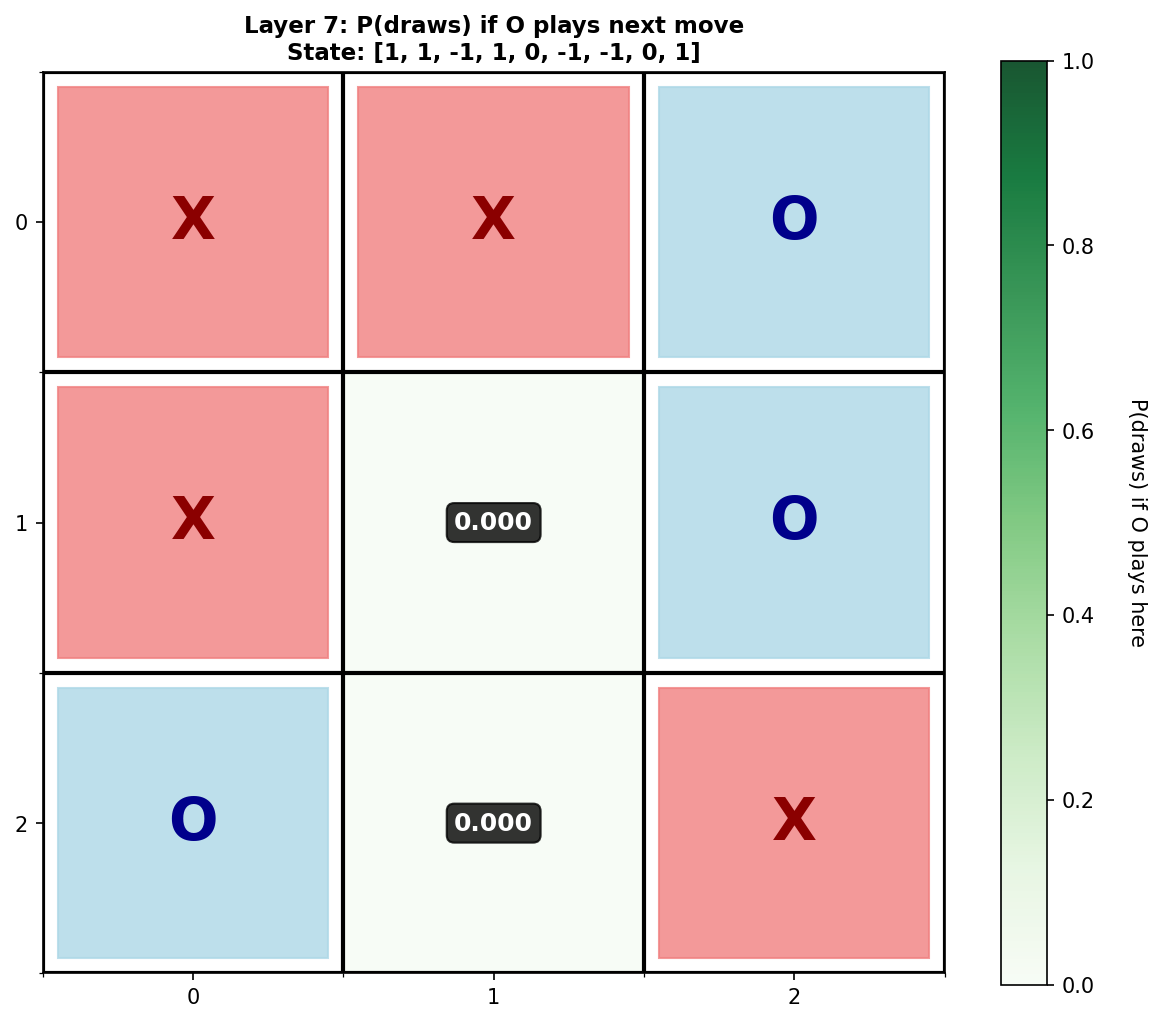 Layer 7: P(draws) if O plays next move
State: [1, 1, -1, 1, 0, -1, -1, 0, 1]
0
X
X
O
1
X
0.000
O
2
O
0.000
X
0
1
2
1.0
0.8
0.6
0.4
0.2
0.0
P(draws) if O plays here